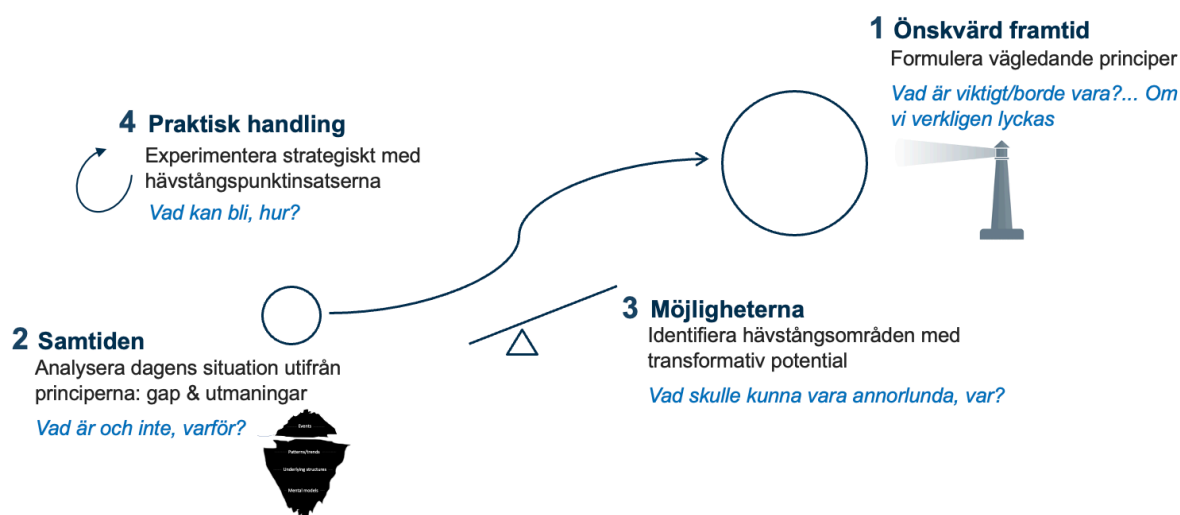 1 Önskvärd framtid
Formulera vägledande principer
Vad är viktigt/borde vara?... Om
vi verkligen lyckas
4 Praktisk handling
Experimentera strategiskt med
hävstångspunktinsatserna
Vad kan bli, hur?
2 Samtiden
Analysera dagens situation utifrån
principerna: gap & utmaningar
Vad är och inte, varför?
Events
Patterns/trends
Underlying structures
Mental models
3 Möjligheterna
Identifiera hävstångsområden med
transformativ potential
Vad skulle kunna vara annorlunda, var?